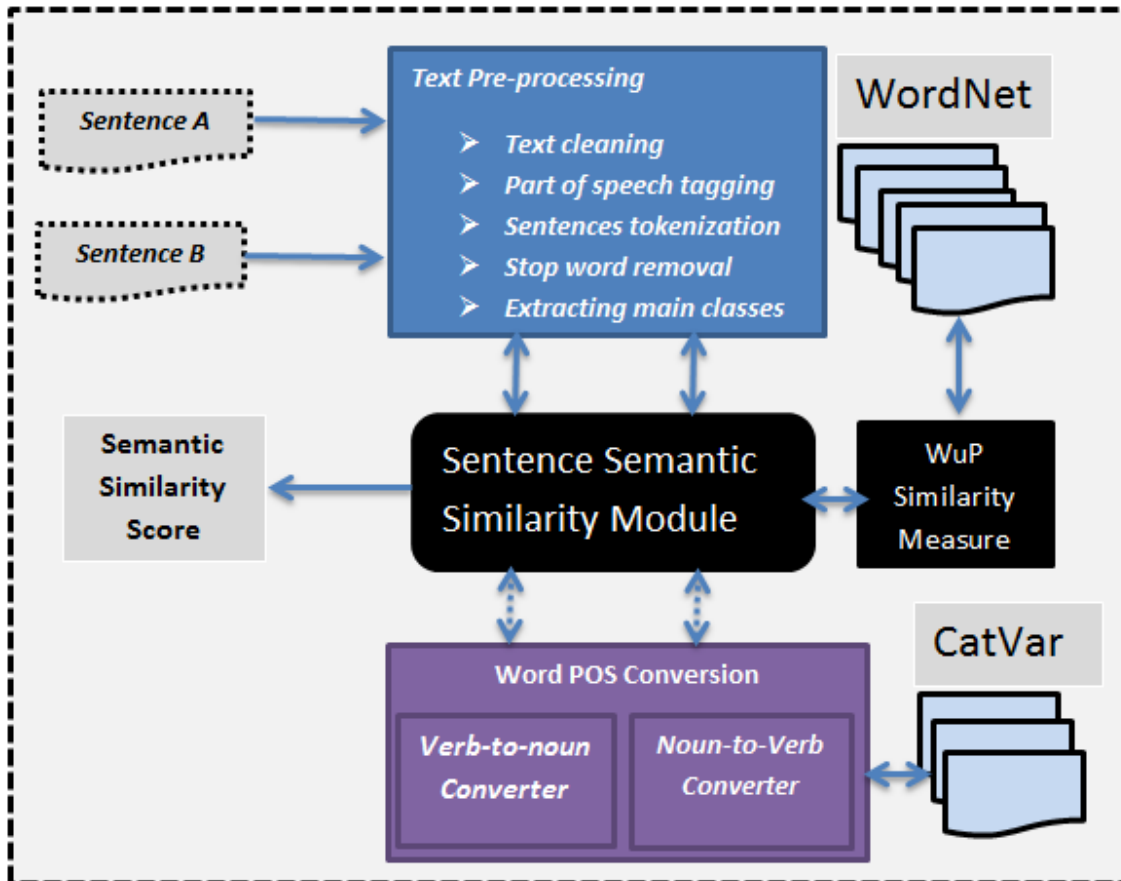 Sentence A
Sentence B
Text Pre-processing
➢ Text cleaning
➢ Part of speech tagging
➢ Sentences tokenization
➢ Stop word removal
➢ Extracting main classes
WordNet
Semantic
Similarity
Score
Sentence Semantic
Similarity Module
WuP
Similarity
Measure
Word POS Conversion
Verb-to-noun
Converter
Noun-to-Verb
Converter
CatVar